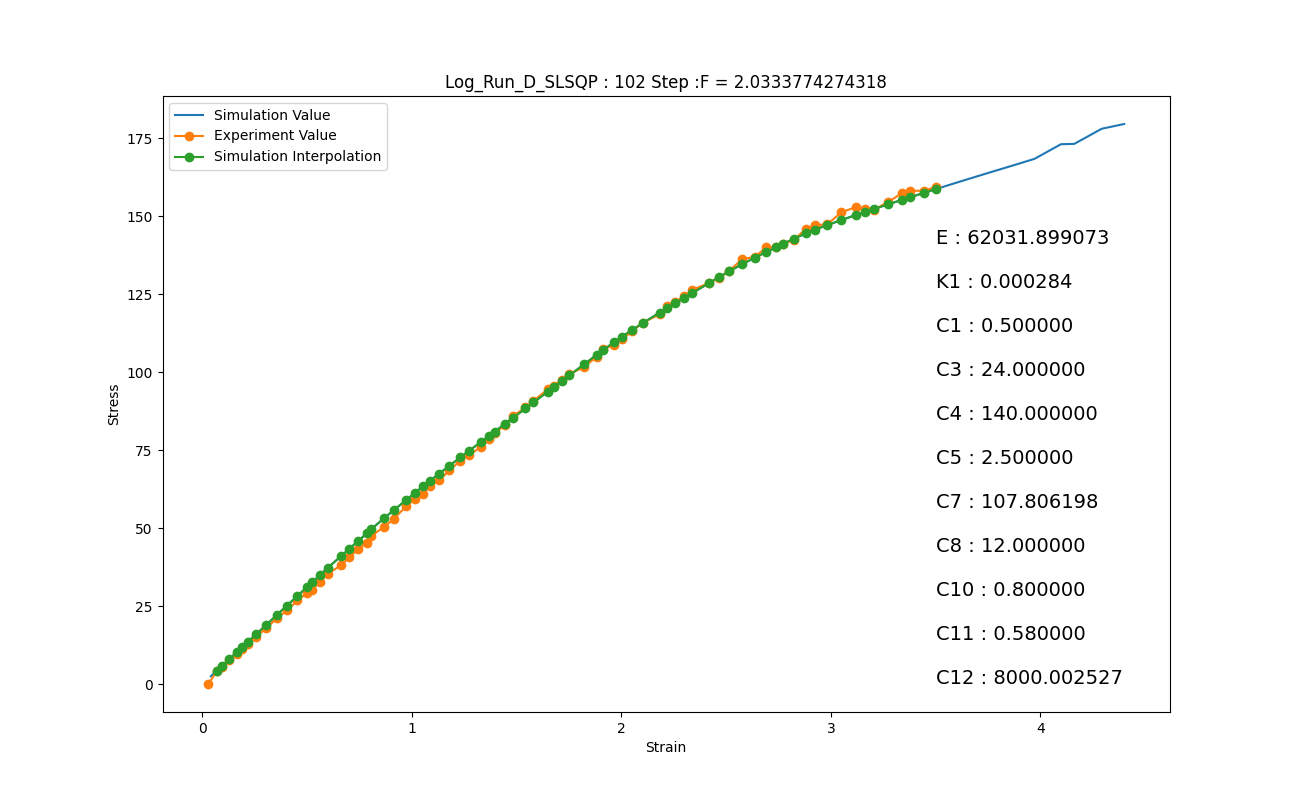 Log_Run_D_SLSQP : 102 Step :F = 2.0333774274318
Simulation Value
Experiment Value
Simulation Interpolation
175
150
125
100
75
50
25
0
Stress
E : 62031.899073
K1 : 0.000284
C1 : 0.500000
C3 : 24.000000
C4 : 140.000000
C5 : 2.500000
C7 : 107.806198
C8 : 12.000000
C10 : 0.800000
C11 : 0.580000
C12 : 8000.002527
0 1 2 3 4
Strain